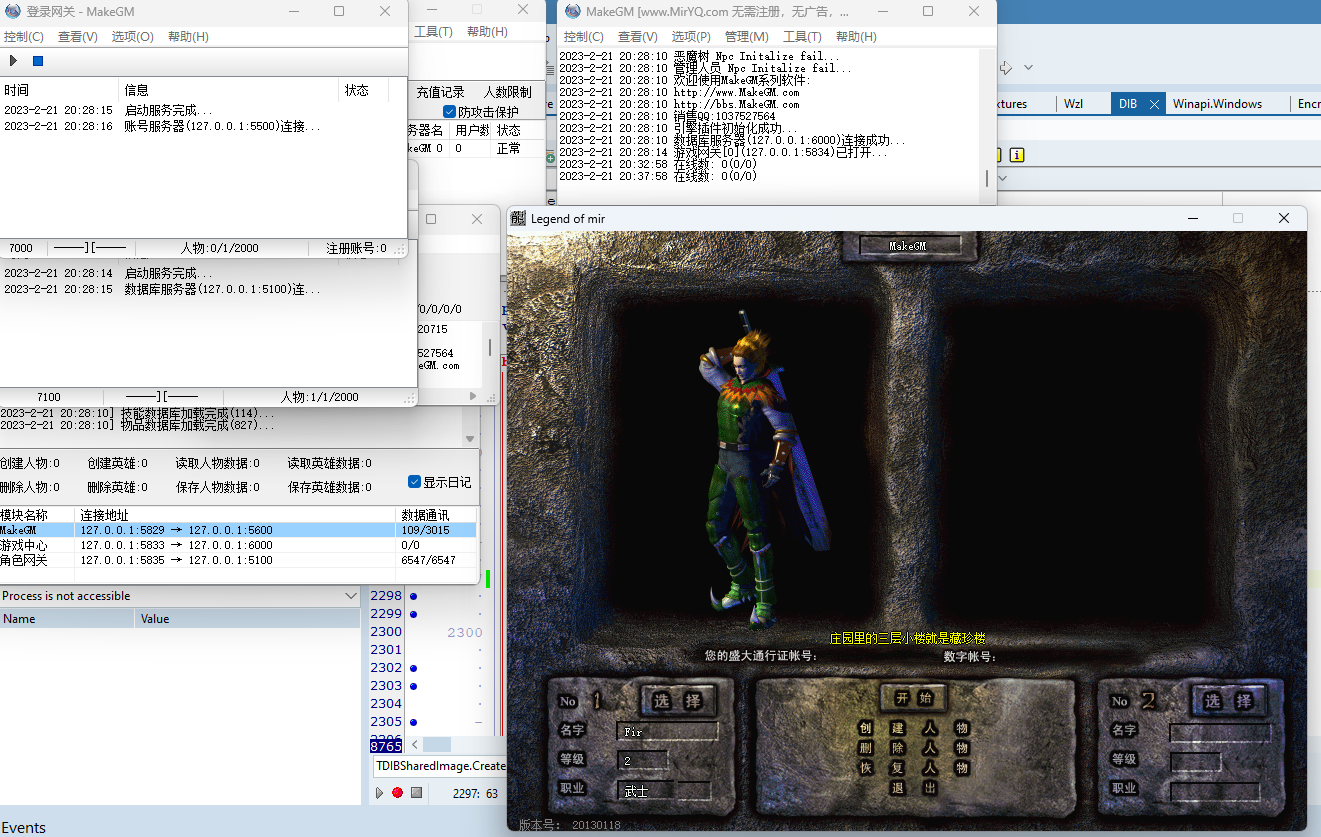 登录网关 - MakeGM
控制(C) 查看(V) 选项(O) 帮助(H)
时间 信息 状态
2023-2-21 20:28:15 启动服务完成...
2023-2-21 20:28:16 账号服务器(127.0.0.1:5500)连接...
7000 ——][—— 人物:0/1/2000 注册账号:0
2023-2-21 20:28:14 启动服务完成...
2023-2-21 20:28:15 数据库服务器(127.0.0.1:5100)连...
7100 ——][—— 人物:1/1/2000
工具(T) 帮助(H)
充值记录 人数限制
防攻击保护
务器名 用户数 状态
keGM 0 0 正常
/0/0/0/0
20715
527564
eGM.com
2023-2-21 20:28:10] 技能数据库加载完成(114)...
2023-2-21 20:28:10] 物品数据库加载完成(827)...
创建人物:0 创建英雄:0 读取人物数据:0 读取英雄数据:0
删除人物:0 删除英雄:0 保存人物数据:0 保存英雄数据:0
显示日记
模块名称 连接地址 数据通讯
MakeGM 127.0.0.1:5829 → 127.0.0.1:5600 109/3015
游戏中心 127.0.0.1:5833 → 127.0.0.1:6000 0/0
角色网关 127.0.0.1:5835 → 127.0.0.1:5100 6547/6547
Process is not accessible
Name Value
Events
2298
2299
2300 2300
2301
2302
2303
2304
2305
8765
TDIBSharedImage.Create
2297: 63
MakeGM [www.MirYQ.com 无需注册，无广告，...
控制(C) 查看(V) 选项(P) 管理(M) 工具(T) 帮助(H)
2023-2-21 20:28:10 恶魔树 Npc Initalize fail...
2023-2-21 20:28:10 管理人员 Npc Initalize fail...
2023-2-21 20:28:10 欢迎使用MakeGM系列软件:
2023-2-21 20:28:10 http://www.MakeGM.com
2023-2-21 20:28:10 http://bbs.MakeGM.com
2023-2-21 20:28:10 销售QQ:1037527564
2023-2-21 20:28:10 引擎插件初始化成功...
2023-2-21 20:28:10 数据库服务器(127.0.0.1:6000)连接成功...
2023-2-21 20:28:14 游戏网关[0](127.0.0.1:5834)已打开...
2023-2-21 20:32:58 在线数: 0(0/0)
2023-2-21 20:37:58 在线数: 0(0/0)
xtures Wzl DIB Winapi.Windows Encr
Legend of mir
MakeGM
庄园里的三层小楼就是藏珍楼
您的盛大通行证帐号: 数字帐号:
No 1 选择
名字 Fir
等级 2
职业 武士
开始
创建人物
删除人物
恢复人物
退出
No 2 选择
名字
等级
职业
版本号: 20130118